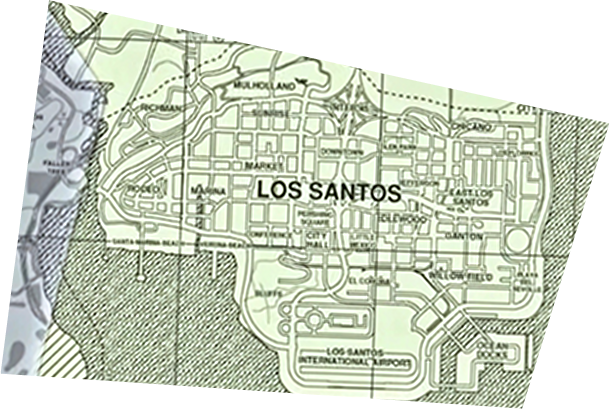 MULHOLLAND
RICHMAN
SUNRISE
INTERCHE
CHICANO
DOWNTOWN
GLEN PARK
FALLEN
TREE
MARKET
JEFFERSON
RODEO
MARINA
LOS SANTOS
EAST LOS
SANTOS
PERSHING
SQUARE
IDLEWOOD
CONFERENCE
CITY
HALL
LITTLE
MEXICO
GANTON
SANTA MARIA BEACH
VERONA BEACH
EL CORONA
WILLOWFIELD
PLAYA
DEL
SEVILLE
BLUFFS
LOS SANTOS
INTERNATIONAL AIRPORT
OCEAN
DOCKS